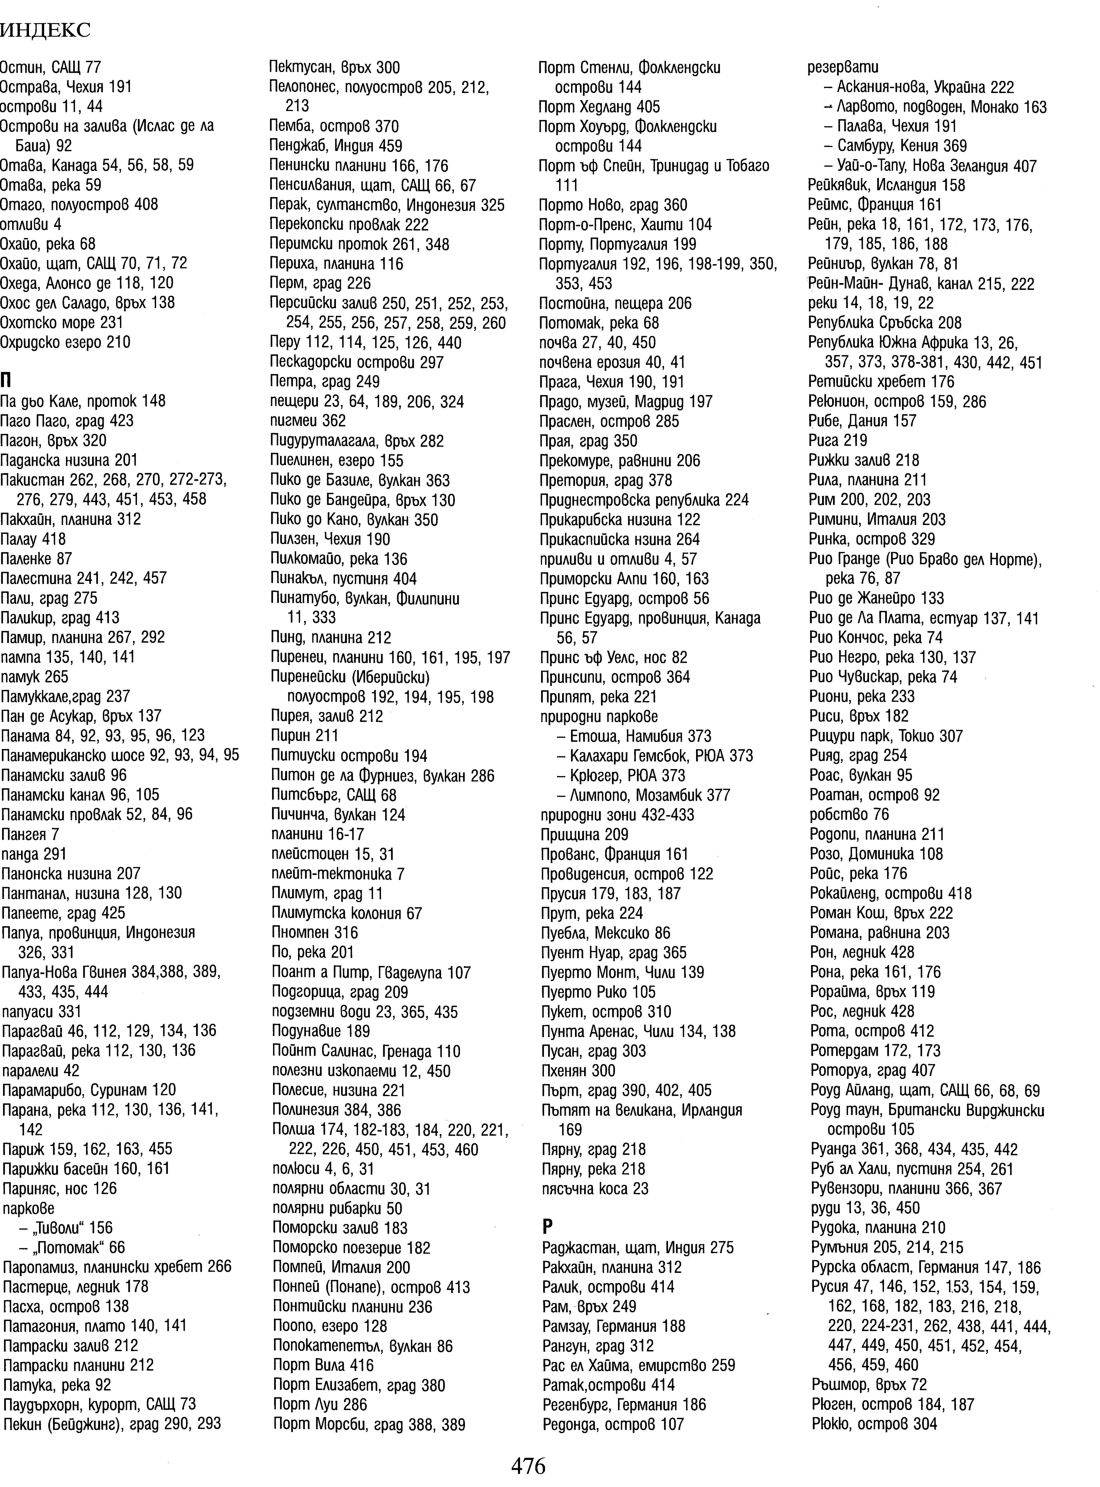 ИНДЕКС
Остин, САЩ 77
Острава, Чехия 191
острови 11, 44
Острови на залива (Ислас де ла
Баиа) 92
Отава, Канада 54, 56, 58, 59
Отава, река 59
Отаго, полуостров 408
отливи 4
Охайо, река 68
Охайо, щат, САЩ 70, 71, 72
Охеда, Алонсо де 118, 120
Охос дел Саладо, връх 138
Охотско море 231
Охридско езеро 210
П
Па дьо Кале, проток 148
Паго Паго, град 423
Пагон, връх 320
Паданска низина 201
Пакистан 262, 268, 270, 272-273,
276, 279, 443, 451, 453, 458
Пакхайн, планина 312
Палау 418
Паленке 87
Палестина 241, 242, 457
Пали, град 275
Паликир, град 413
Памир, планина 267, 292
пампа 135, 140, 141
памук 265
Памуккале,град 237
Пан де Асукар, връх 137
Панама 84, 92, 93, 95, 96, 123
Панамериканско шосе 92, 93, 94, 95
Панамски залив 96
Панамски канал 96, 105
Панамски провлак 52, 84, 96
Пангея 7
панда 291
Панонска низина 207
Пантанал, низина 128, 130
Папеете, град 425
Папуа, провинция, Индонезия
326, 331
Папуа-Нова Гвинея 384,388, 389,
433, 435, 444
папуаси 331
Парагвай 46, 112, 129, 134, 136
Парагвай, река 112, 130, 136
паралели 42
Парамарибо, Суринам 120
Парана, река 112, 130, 136, 141,
142
Париж 159, 162, 163, 455
Парижки басейн 160, 161
Париняс, нос 126
паркове
– „Тиволи“ 156
– „Потомак“ 66
Паропамиз, планински хребет 266
Пастерце, ледник 178
Пасха, остров 138
Патагония, плато 140, 141
Патраски залив 212
Патраски планини 212
Патука, река 92
Паудърхорн, курорт, САЩ 73
Пекин (Бейджинг), град 290, 293
Пектусан, връх 300
Пелопонес, полуостров 205, 212,
213
Пемба, остров 370
Пенджаб, Индия 459
Пенински планини 166, 176
Пенсилвания, щат, САЩ 66, 67
Перак, султанство, Индонезия 325
Перекопски провлак 222
Перимски проток 261, 348
Периха, планина 116
Перм, град 226
Персийски залив 250, 251, 252, 253,
254, 255, 256, 257, 258, 259, 260
Перу 112, 114, 125, 126, 440
Пескадорски острови 297
Петра, град 249
пещери 23, 64, 189, 206, 324
пигмеи 362
Пидуруталагала, връх 282
Пиелинен, езеро 155
Пико де Базиле, вулкан 363
Пико де Бандейра, връх 130
Пико до Кано, вулкан 350
Пилзен, Чехия 190
Пилкомайо, река 136
Пинакъл, пустиня 404
Пинатубо, вулкан, Филипини
11, 333
Пинд, планина 212
Пиренеи, планини 160, 161, 195, 197
Пиренейски (Иберийски)
полуостров 192, 194, 195, 198
Пирея, залив 212
Пирин 211
Питиуски острови 194
Питон де ла Фурниез, вулкан 286
Питсбърг, САЩ 68
Пичинча, вулкан 124
планини 16-17
плейстоцен 15, 31
плейт-тектоника 7
Плимут, град 11
Плимутска колония 67
Пномпен 316
По, река 201
Поант а Питр, Гваделупа 107
Подгорица, град 209
подземни води 23, 365, 435
Подунавие 189
Пойнт Салинас, Гренада 110
полезни изкопаеми 12, 450
Полесие, низина 221
Полинезия 384, 386
Полша 174, 182-183, 184, 220, 221,
222, 226, 450, 451, 453, 460
полюси 4, 6, 31
полярни области 30, 31
полярни рибарки 50
Поморски залив 183
Поморско поезерие 182
Помпей, Италия 200
Понпей (Понапе), остров 413
Понтийски планини 236
Поопо, езеро 128
Попокатепетъл, вулкан 86
Порт Вила 416
Порт Елизабет, град 380
Порт Луи 286
Порт Морсби, град 388, 389
Порт Стенли, Фолклендски
острови 144
Порт Хедланд 405
Порт Хоуърд, Фолклендски
острови 144
Порт ъф Спейн, Тринидад и Тобаго
111
Порто Ново, град 360
Порт-о-Пренс, Хаити 104
Порту, Португалия 199
Португалия 192, 196, 198-199, 350,
353, 453
Постойна, пещера 206
Потомак, река 68
почва 27, 40, 450
почвена ерозия 40, 41
Прага, Чехия 190, 191
Прадо, музей, Мадрид 197
Праслен, остров 285
Прая, град 350
Прекомуре, равнини 206
Претория, град 378
Приднестровска република 224
Прикарибска низина 122
Прикаспийска нзина 264
приливи и отливи 4, 57
Приморски Алпи 160, 163
Принс Едуард, остров 56
Принс Едуард, провинция, Канада
56, 57
Принс ъф Уелс, нос 82
Принсипи, остров 364
Припят, река 221
природни паркове
– Етоша, Намибия 373
– Калахари Гемсбок, РЮА 373
– Крюгер, РЮА 373
– Лимпопо, Мозамбик 377
природни зони 432-433
Прищина 209
Прованс, Франция 161
Провиденсия, остров 122
Прусия 179, 183, 187
Прут, река 224
Пуебла, Мексико 86
Пуент Нуар, град 365
Пуерто Монт, Чили 139
Пуерто Рико 105
Пукет, остров 310
Пунта Аренас, Чили 134, 138
Пусан, град 303
Пхенян 300
Пърт, град 390, 402, 405
Пътят на великана, Ирландия
169
Пярну, град 218
Пярну, река 218
пясъчна коса 23
Р
Раджастан, щат, Индия 275
Ракхайн, планина 312
Ралик, острови 414
Рам, връх 249
Рамзау, Германия 188
Рангун, град 312
Рас ел Хайма, емирство 259
Ратак,острови 414
Регенбург, Германия 186
Редонда, остров 107
резервати
– Аскания-нова, Украйна 222
– Ларвото, подводен, Монако 163
– Палава, Чехия 191
– Самбуру, Кения 369
– Уай-о-Тапу, Нова Зеландия 407
Рейкявик, Исландия 158
Реймс, Франция 161
Рейн, река 18, 161, 172, 173, 176,
179, 185, 186, 188
Рейниър, вулкан 78, 81
Рейн-Майн- Дунав, канал 215, 222
реки 14, 18, 19, 22
Република Сръбска 208
Република Южна Африка 13, 26,
357, 373, 378-381, 430, 442, 451
Ретийски хребет 176
Реюнион, остров 159, 286
Рибе, Дания 157
Рига 219
Рижки залив 218
Рила, планина 211
Рим 200, 202, 203
Римини, Италия 203
Ринка, остров 329
Рио Гранде (Рио Браво дел Норте),
река 76, 87
Рио де Жанейро 133
Рио де Ла Плата, естуар 137, 141
Рио Кончос, река 74
Рио Негро, река 130, 137
Рио Чувискар, река 74
Риони, река 233
Риси, връх 182
Рицури парк, Токио 307
Рияд, град 254
Роас, вулкан 95
Роатан, остров 92
робство 76
Родопи, планина 211
Розо, Доминика 108
Ройс, река 176
Рокайленд, острови 418
Роман Кош, връх 222
Романа, равнина 203
Рон, ледник 428
Рона, река 161, 176
Рорайма, връх 119
Рос, ледник 428
Рота, остров 412
Ротердам 172, 173
Роторуа, град 407
Роуд Айланд, щат, САЩ 66, 68, 69
Роуд таун, Британски Вирджински
острови 105
Руанда 361, 368, 434, 435, 442
Руб ал Хали, пустиня 254, 261
Рувензори, планини 366, 367
руди 13, 36, 450
Рудока, планина 210
Румъния 205, 214, 215
Рурска област, Германия 147, 186
Русия 47, 146, 152, 153, 154, 159,
162, 168, 182, 183, 216, 218,
220, 224-231, 262, 438, 441, 444,
447, 449, 450, 451, 452, 454,
456, 459, 460
Ръшмор, връх 72
Рюген, остров 184, 187
Рюкю, остров 304
476